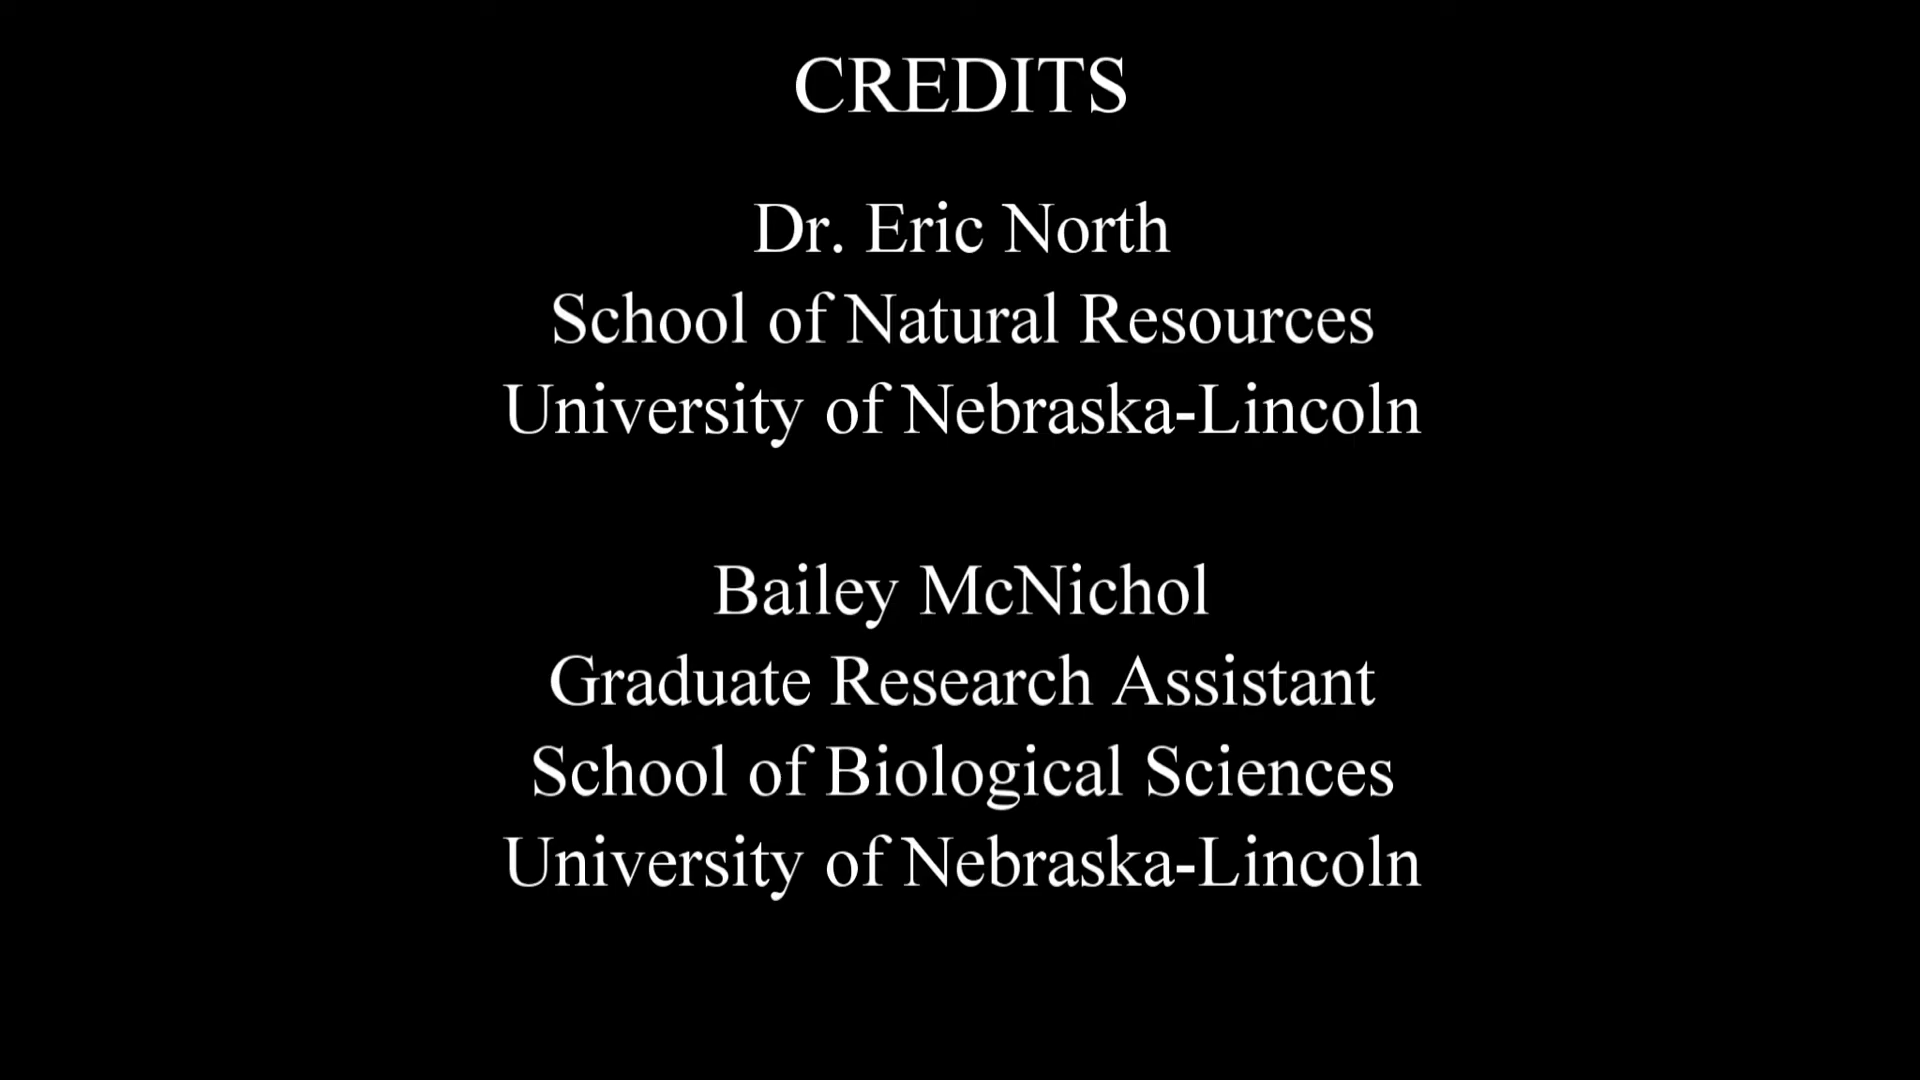 CREDITS
Dr. Eric North
School of Natural Resources
University of Nebraska-Lincoln
Bailey McNichol
Graduate Research Assistant
School of Biological Sciences
University of Nebraska-Lincoln